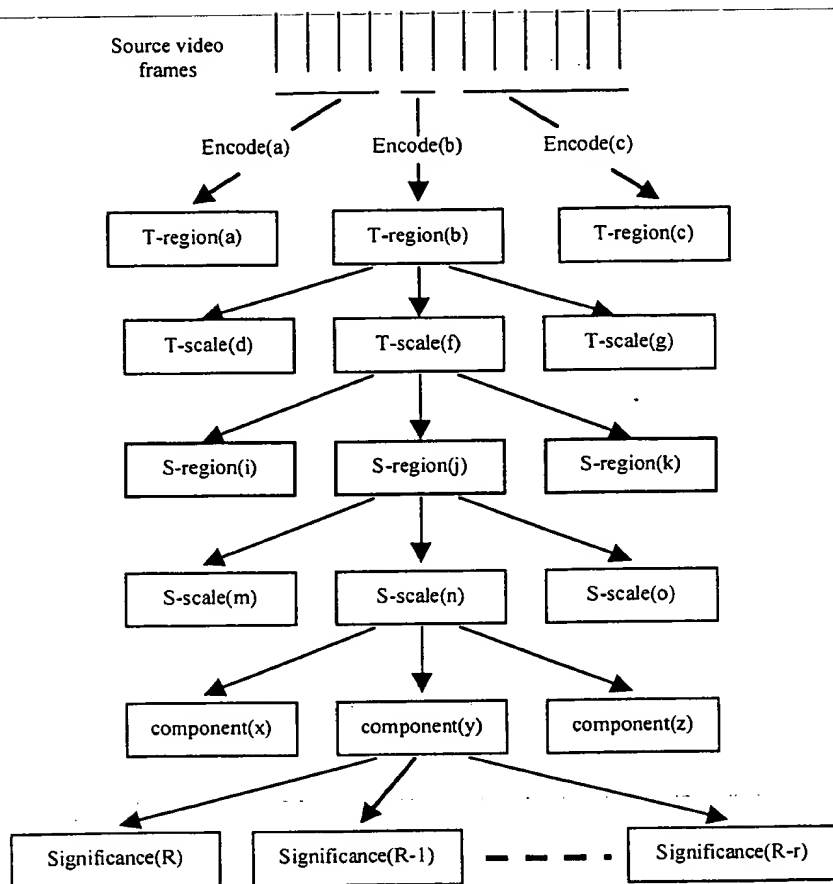 Source video
frames
Encode(a) Encode(b) Encode(c)
T-region(a) T-region(b) T-region(c)
T-scale(d) T-scale(f) T-scale(g)
S-region(i) S-region(j) S-region(k)
S-scale(m) S-scale(n) S-scale(o)
component(x) component(y) component(z)
Significance(R) Significance(R-1) Significance(R-r)